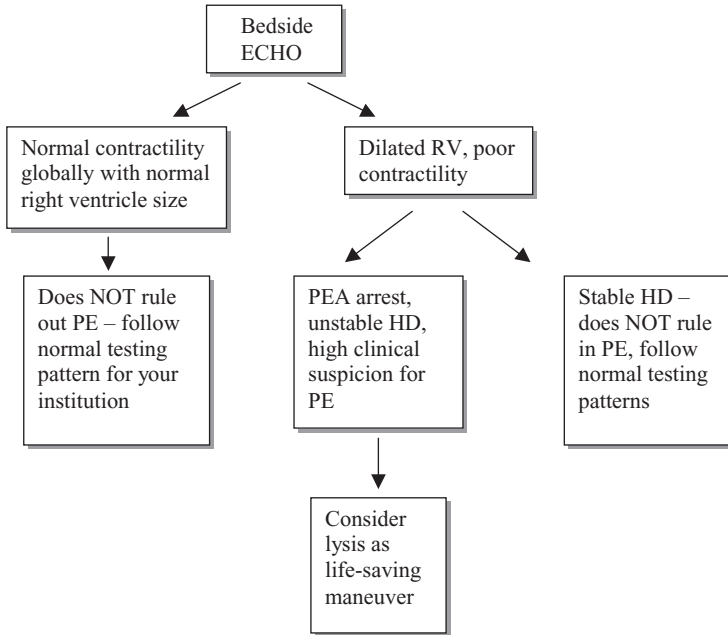 Bedside
ECHO
Normal contractility
globally with normal
right ventricle size
Dilated RV, poor
contractility
Does NOT rule
out PE – follow
normal testing
pattern for your
institution
PEA arrest,
unstable HD,
high clinical
suspicion for
PE
Stable HD –
does NOT rule
in PE, follow
normal testing
patterns
Consider
lysis as
life-saving
maneuver